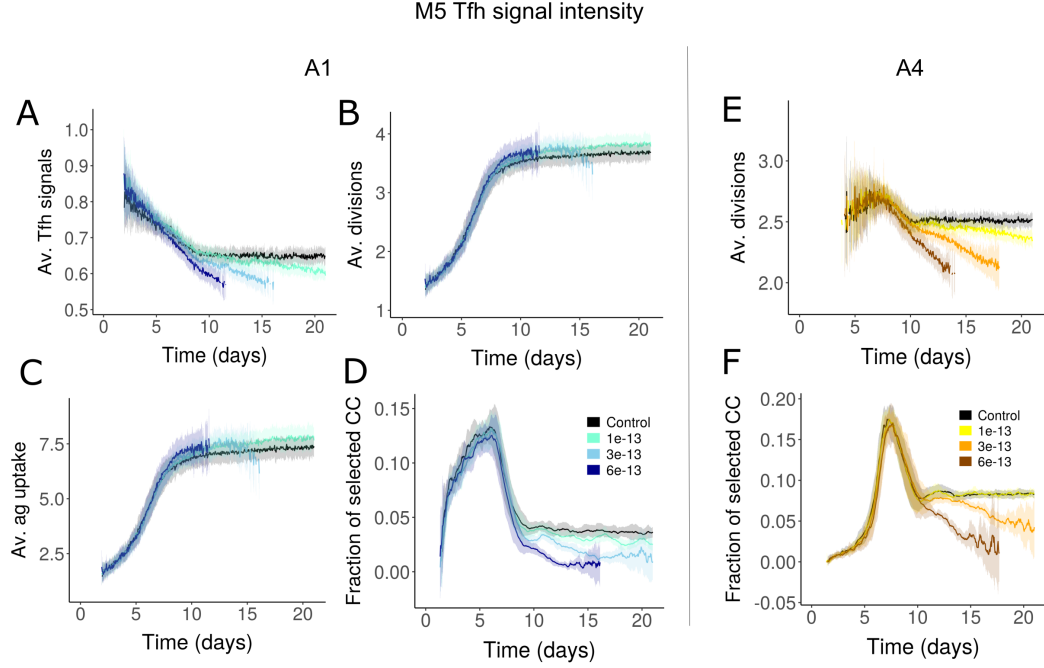 M5 Tfh signal intensity
A1
A4
A
Av. Tfh signals
1.0
0.9
0.8
0.7
0.6
0.5
0 5 10 15 20
Time (days)
B
Av. divisions
4
3
2
1
0 5 10 15 20
Time (days)
E
Av. divisions
3.0
2.5
2.0
0 5 10 15 20
Time (days)
C
Av. ag uptake
7.5
5.0
2.5
0 5 10 15 20
Time (days)
D
Fraction of selected CC
0.15
0.10
0.05
0.00
Control
1e-13
3e-13
6e-13
0 5 10 15 20
Time (days)
F
Fraction of selected CC
0.20
0.15
0.10
0.05
0.00
-0.05
Control
1e-13
3e-13
6e-13
0 5 10 15 20
Time (days)